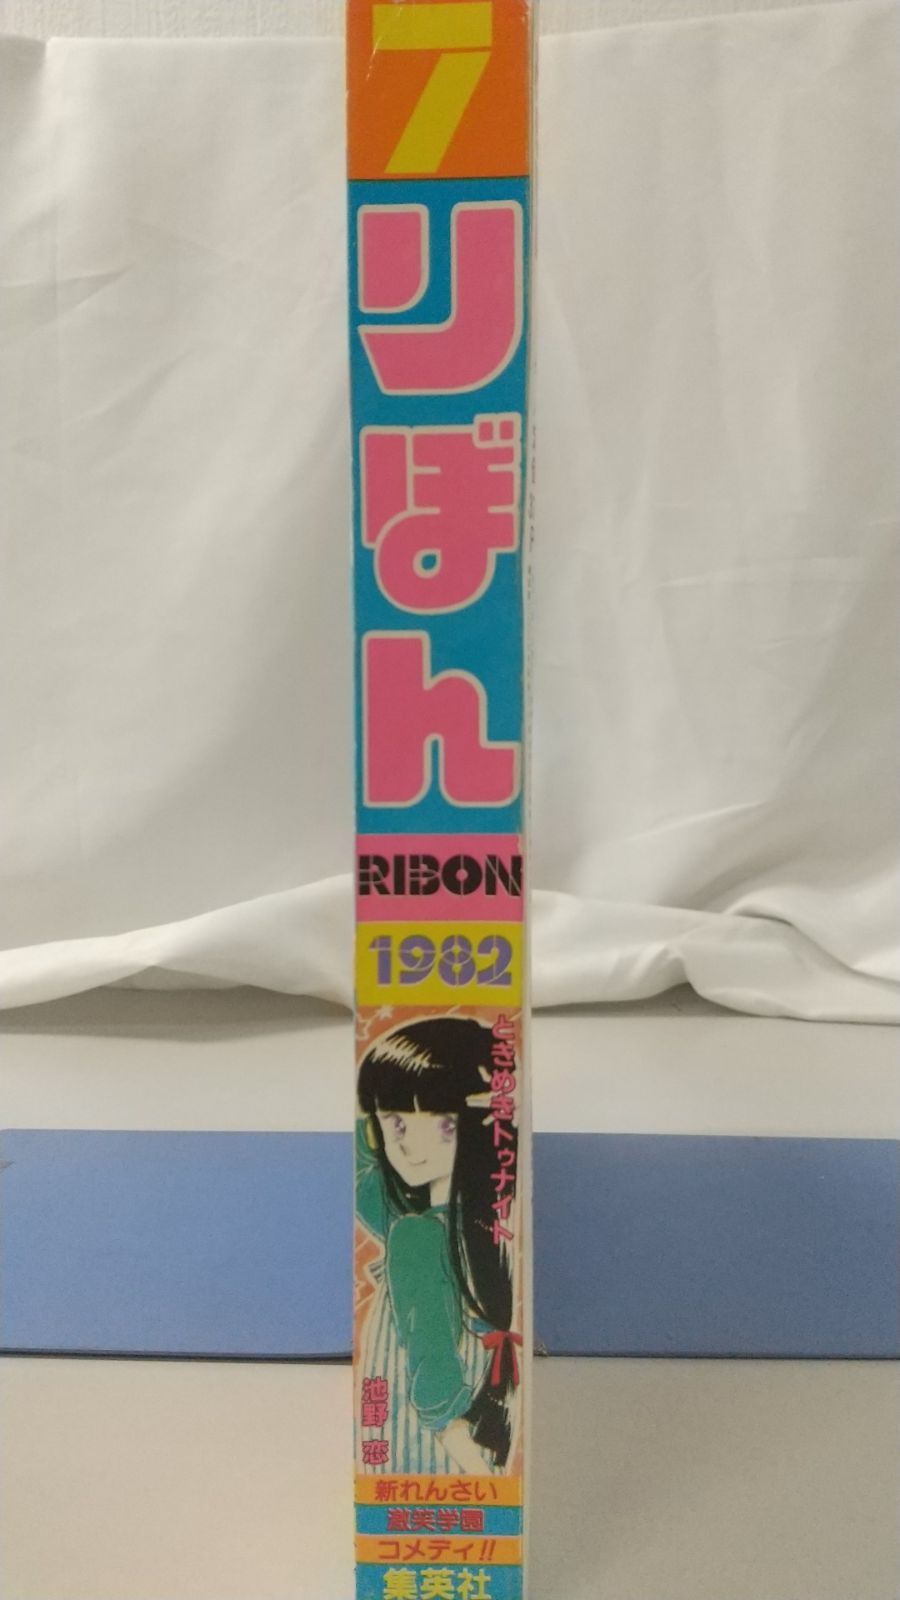 7
りぼん
RIBON
1982
ときめきトゥナイト
池野 恋
新れんさい
激笑学園
コメディ!!
集英社